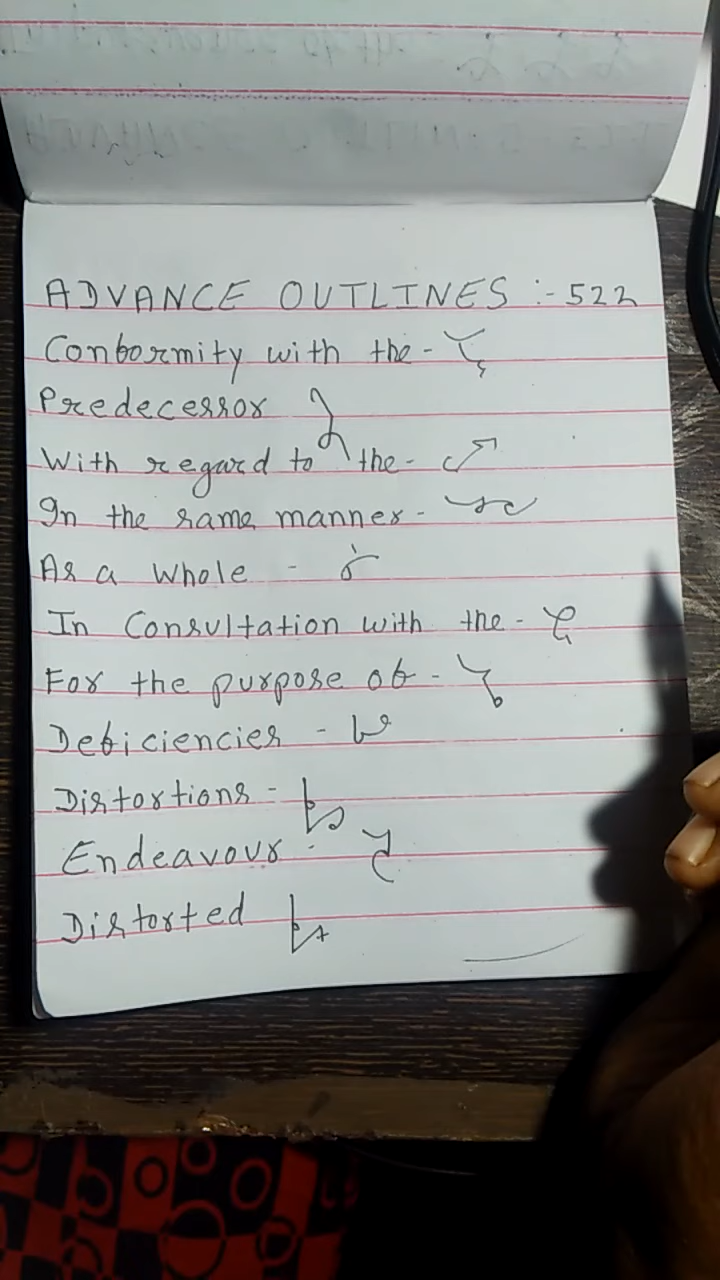 ADVANCE OUTLINES :- 522
Conformity with the -
Predecessor
With regard to the -
In the same manner -
As a whole -
In Consultation with the -
For the purpose of -
Deficiencies -
Distortions -
Endeavour -
Distorted